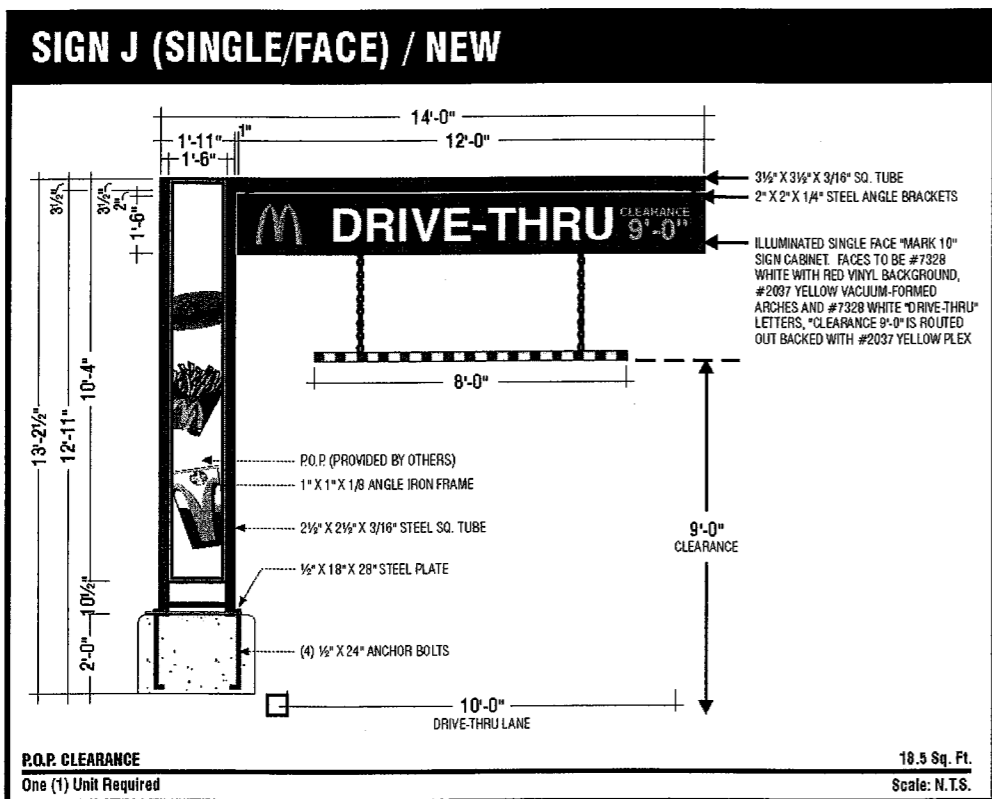 SIGN J (SINGLE/FACE) / NEW
14'-0"
1'-11"
1"
12'-0"
1'-6"
3½"
3½"
2"
1'-6"
3½" X 3½" X 3/16" SQ. TUBE
2" X 2" X 1/4" STEEL ANGLE BRACKETS
DRIVE-THRU
CLEARANCE
9'-0"
ILLUMINATED SINGLE FACE "MARK 10"
SIGN CABINET. FACES TO BE #7328
WHITE WITH RED VINYL BACKGROUND,
#2037 YELLOW VACUUM-FORMED
ARCHES AND #7328 WHITE "DRIVE-THRU"
LETTERS, "CLEARANCE 9'-0" IS ROUTED
OUT BACKED WITH #2037 YELLOW PLEX
8'-0"
13'-2½"
12'-11"
10'-4"
P.O.P. (PROVIDED BY OTHERS)
1" X 1" X 1/8 ANGLE IRON FRAME
2½" X 2½" X 3/16" STEEL SQ. TUBE
9'-0"
CLEARANCE
½" X 18" X 28" STEEL PLATE
10½"
2'-0"
(4) ½" X 24" ANCHOR BOLTS
10'-0"
DRIVE-THRU LANE
P.O.P. CLEARANCE
18.5 Sq. Ft.
One (1) Unit Required
Scale: N.T.S.